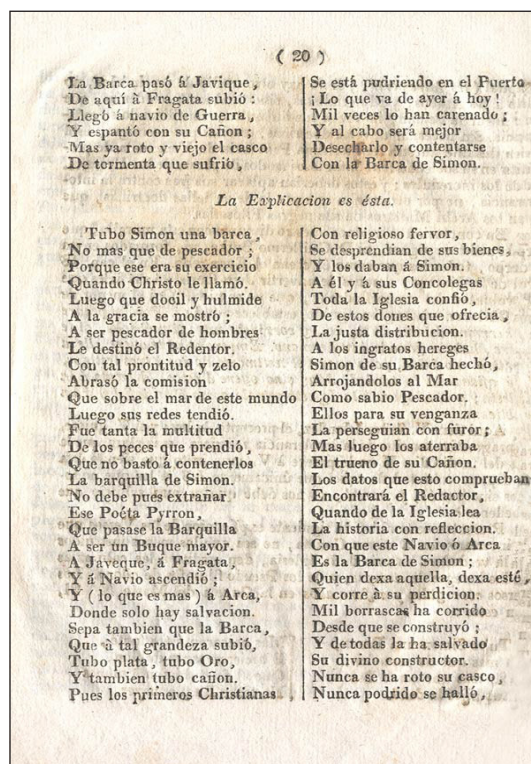 ( 20 )
La Barca pasó á Javique,
De aquí à Fragata subió :
Llegó á navio de Guerra,
Y espantó con su Cañon ;
Mas ya roto y viejo el casco
De tormenta que sufrió,
Se está pudriendo en el Puerto
¡ Lo que va de ayer á hoy !
Mil veces lo han carenado ;
Y al cabo será mejor
Desecharlo y contentarse
Con la Barca de Simon.
La Explicacion es ésta.
Tubo Simon una barca,
No mas que de pescador ;
Porque ese era su exercicio
Quando Christo le llamó.
Luego que docil y hulmide
A la gracia se mostró ;
A ser pescador de hombres
Le destinó el Redentor.
Con tal prontitud y zelo
Abrasó la comision
Que sobre el mar de este mundo
Luego sus redes tendió.
Fue tanta la multitud
De los peces que prendió,
Que no bastó á contenerlos
La barquilla de Simon.
No debe pues extrañar
Ese Poéta Pyrron,
Que pasase la Barquilla
A ser un Buque mayor.
A Javeque, á Fragata,
Y á Navio ascendió ;
Y ( lo que es mas ) á Arca,
Donde solo hay salvacion.
Sepa tambien que la Barca,
Que à tal grandeza subió,
Tubo plata, tubo Oro,
Y tambien tubo cañon.
Pues los primeros Christianas
Con religioso fervor,
Se desprendian de sus bienes,
Y los daban á Simon.
A él y á sus Concolegas
Toda la Iglesia confió,
De estos dones que ofrecia,
La justa distribucion.
A los ingratos hereges
Simon de su Barca hechó,
Arrojandolos al Mar
Como sabio Pescador.
Ellos para su venganza
La perseguian con furor ;
Mas luego los aterraba
El trueno de su Cañon.
Los datos que esto comprueban
Encontrará el Redactor,
Quando de la Iglesia lea
La historia con refleccion.
Con que este Navio ó Arca
Es la Barca de Simon ;
Quien dexa aquella, dexa esté,
Y corre à su perdicion.
Mil borrascas ha corrido
Desde que se construyó ;
Y de todas la ha salvado
Su divino constructor.
Nunca se ha roto su casco,
Nunca podrido se halló,